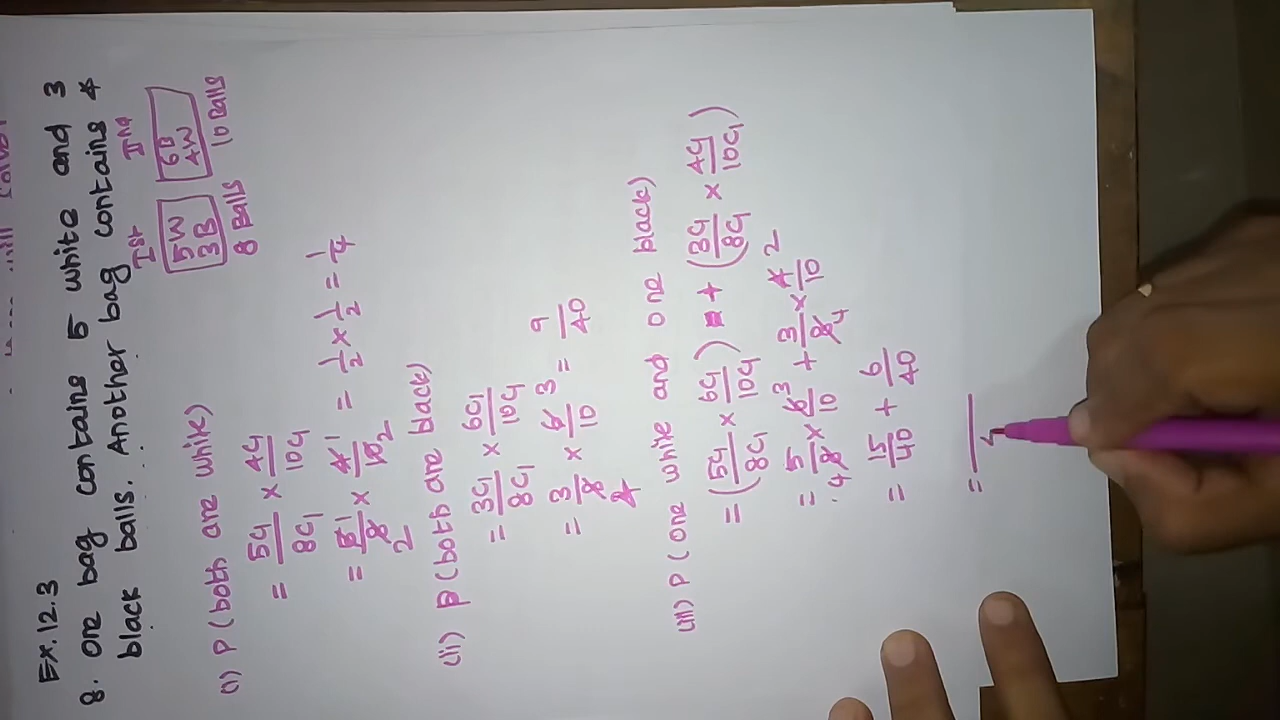 Ex. 12.3
8. one bag contains 5 white and 3
black balls. Another bag contains 4
Ist IInd
5W 6B
3B 4W
8 Balls 10 Balls
(i) P(both are white)
= 5C1/8C1 × 4C1/10C1
= 5/8 × 4/10 = 1/2 × 1/2 = 1/4
(ii) P(both are black)
= 3C1/8C1 × 6C1/10C1
= 3/8 × 6/10 = 9/40
(iii) P(one white and one black)
= (5C1/8C1 × 6C1/10C1) + (3C1/8C1 × 4C1/10C1)
= 5/8 × 6/10 + 3/8 × 4/10
= 15/40 + 6/40
=